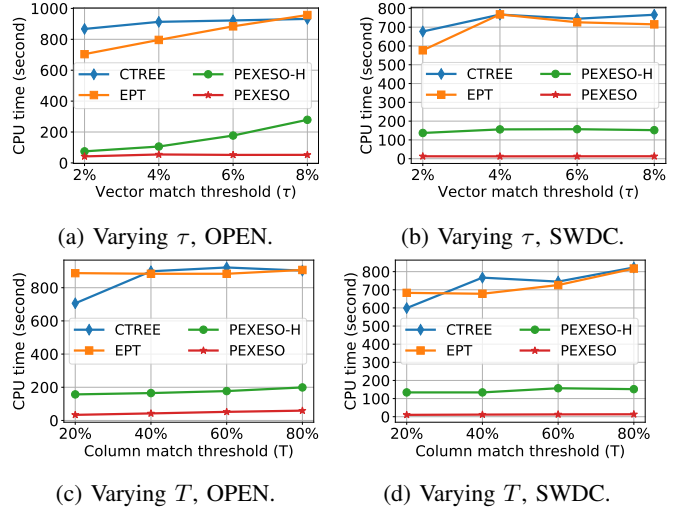 1000
800
600
400
200
0
CPU time (second)
CTREE
EPT
PEXESO-H
PEXESO
2% 4% 6% 8%
Vector match threshold (τ)
(a) Varying τ, OPEN.
800
700
600
500
400
300
200
100
0
CPU time (second)
CTREE
EPT
PEXESO-H
PEXESO
2% 4% 6% 8%
Vector match threshold (τ)
(b) Varying τ, SWDC.
800
600
400
200
0
CPU time (second)
CTREE
EPT
PEXESO-H
PEXESO
20% 40% 60% 80%
Column match threshold (T)
(c) Varying T, OPEN.
800
700
600
500
400
300
200
100
0
CPU time (second)
CTREE
EPT
PEXESO-H
PEXESO
20% 40% 60% 80%
Column match threshold (T)
(d) Varying T, SWDC.